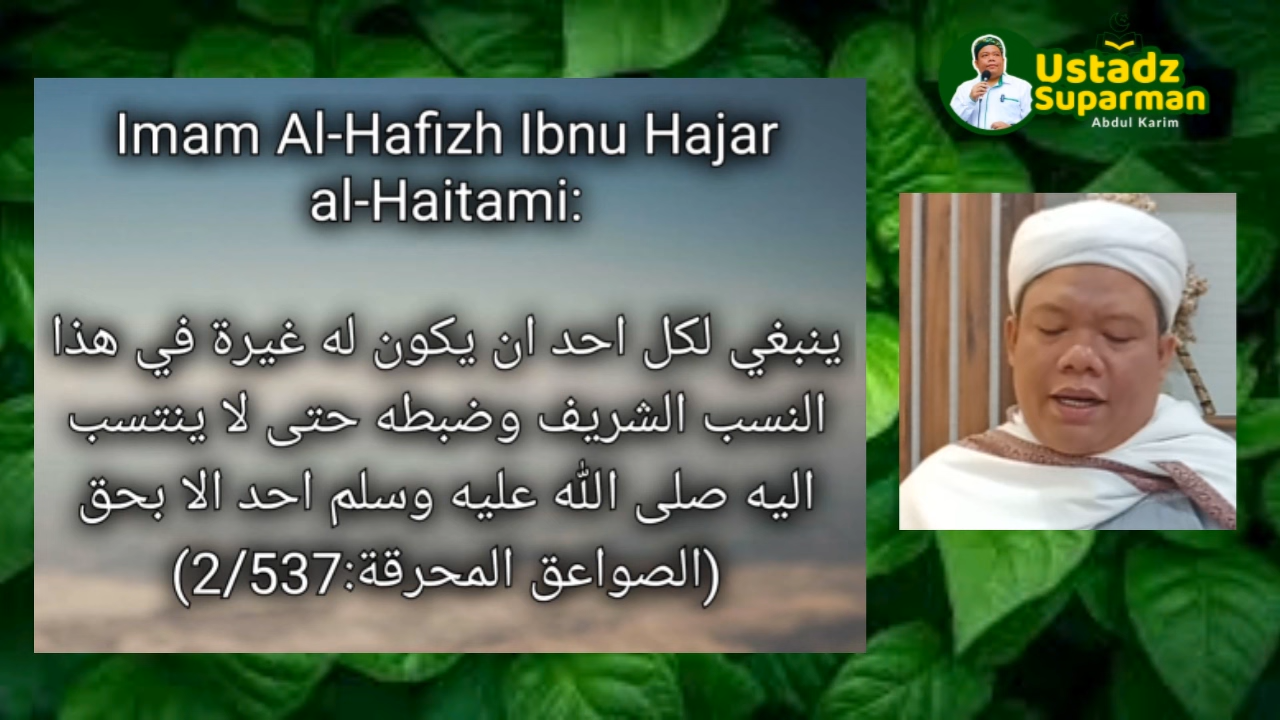 Ustadz
Suparman
Abdul Karim
Imam Al-Hafizh Ibnu Hajar
al-Haitami:
ينبغي لكل احد ان يكون له غيرة في هذا
النسب الشريف وضبطه حتى لا ينتسب
اليه صلى الله عليه وسلم احد الا بحق
(الصواعق المحرقة:2/537)